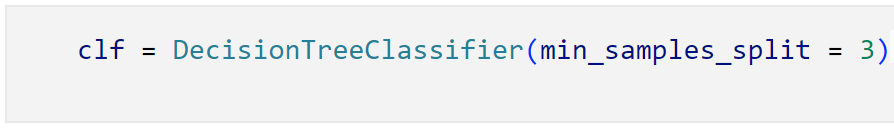 clf = DecisionTreeClassifier(min_samples_split = 3)